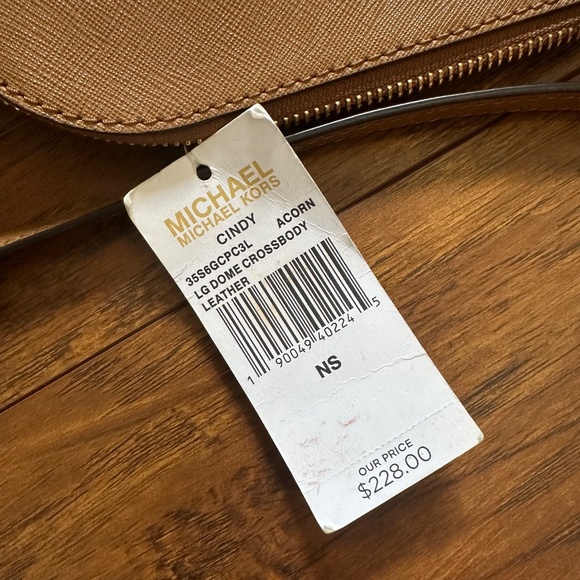 MICHAEL
MICHAEL KORS
CINDY
35S6GCPC3L ACORN
LG DOME CROSSBODY
LEATHER
1 90049 40224 5
NS
OUR PRICE
$228.00